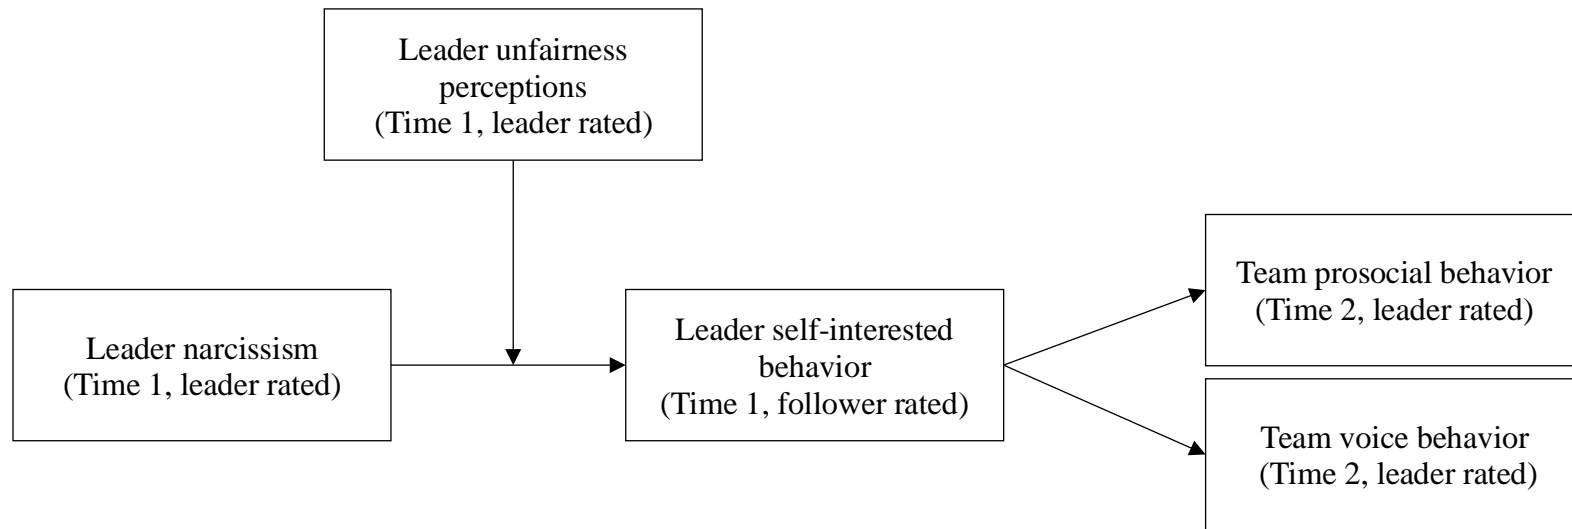 Leader unfairness
perceptions
(Time 1, leader rated)
Leader narcissism
(Time 1, leader rated)
Leader self-interested
behavior
(Time 1, follower rated)
Team prosocial behavior
(Time 2, leader rated)
Team voice behavior
(Time 2, leader rated)